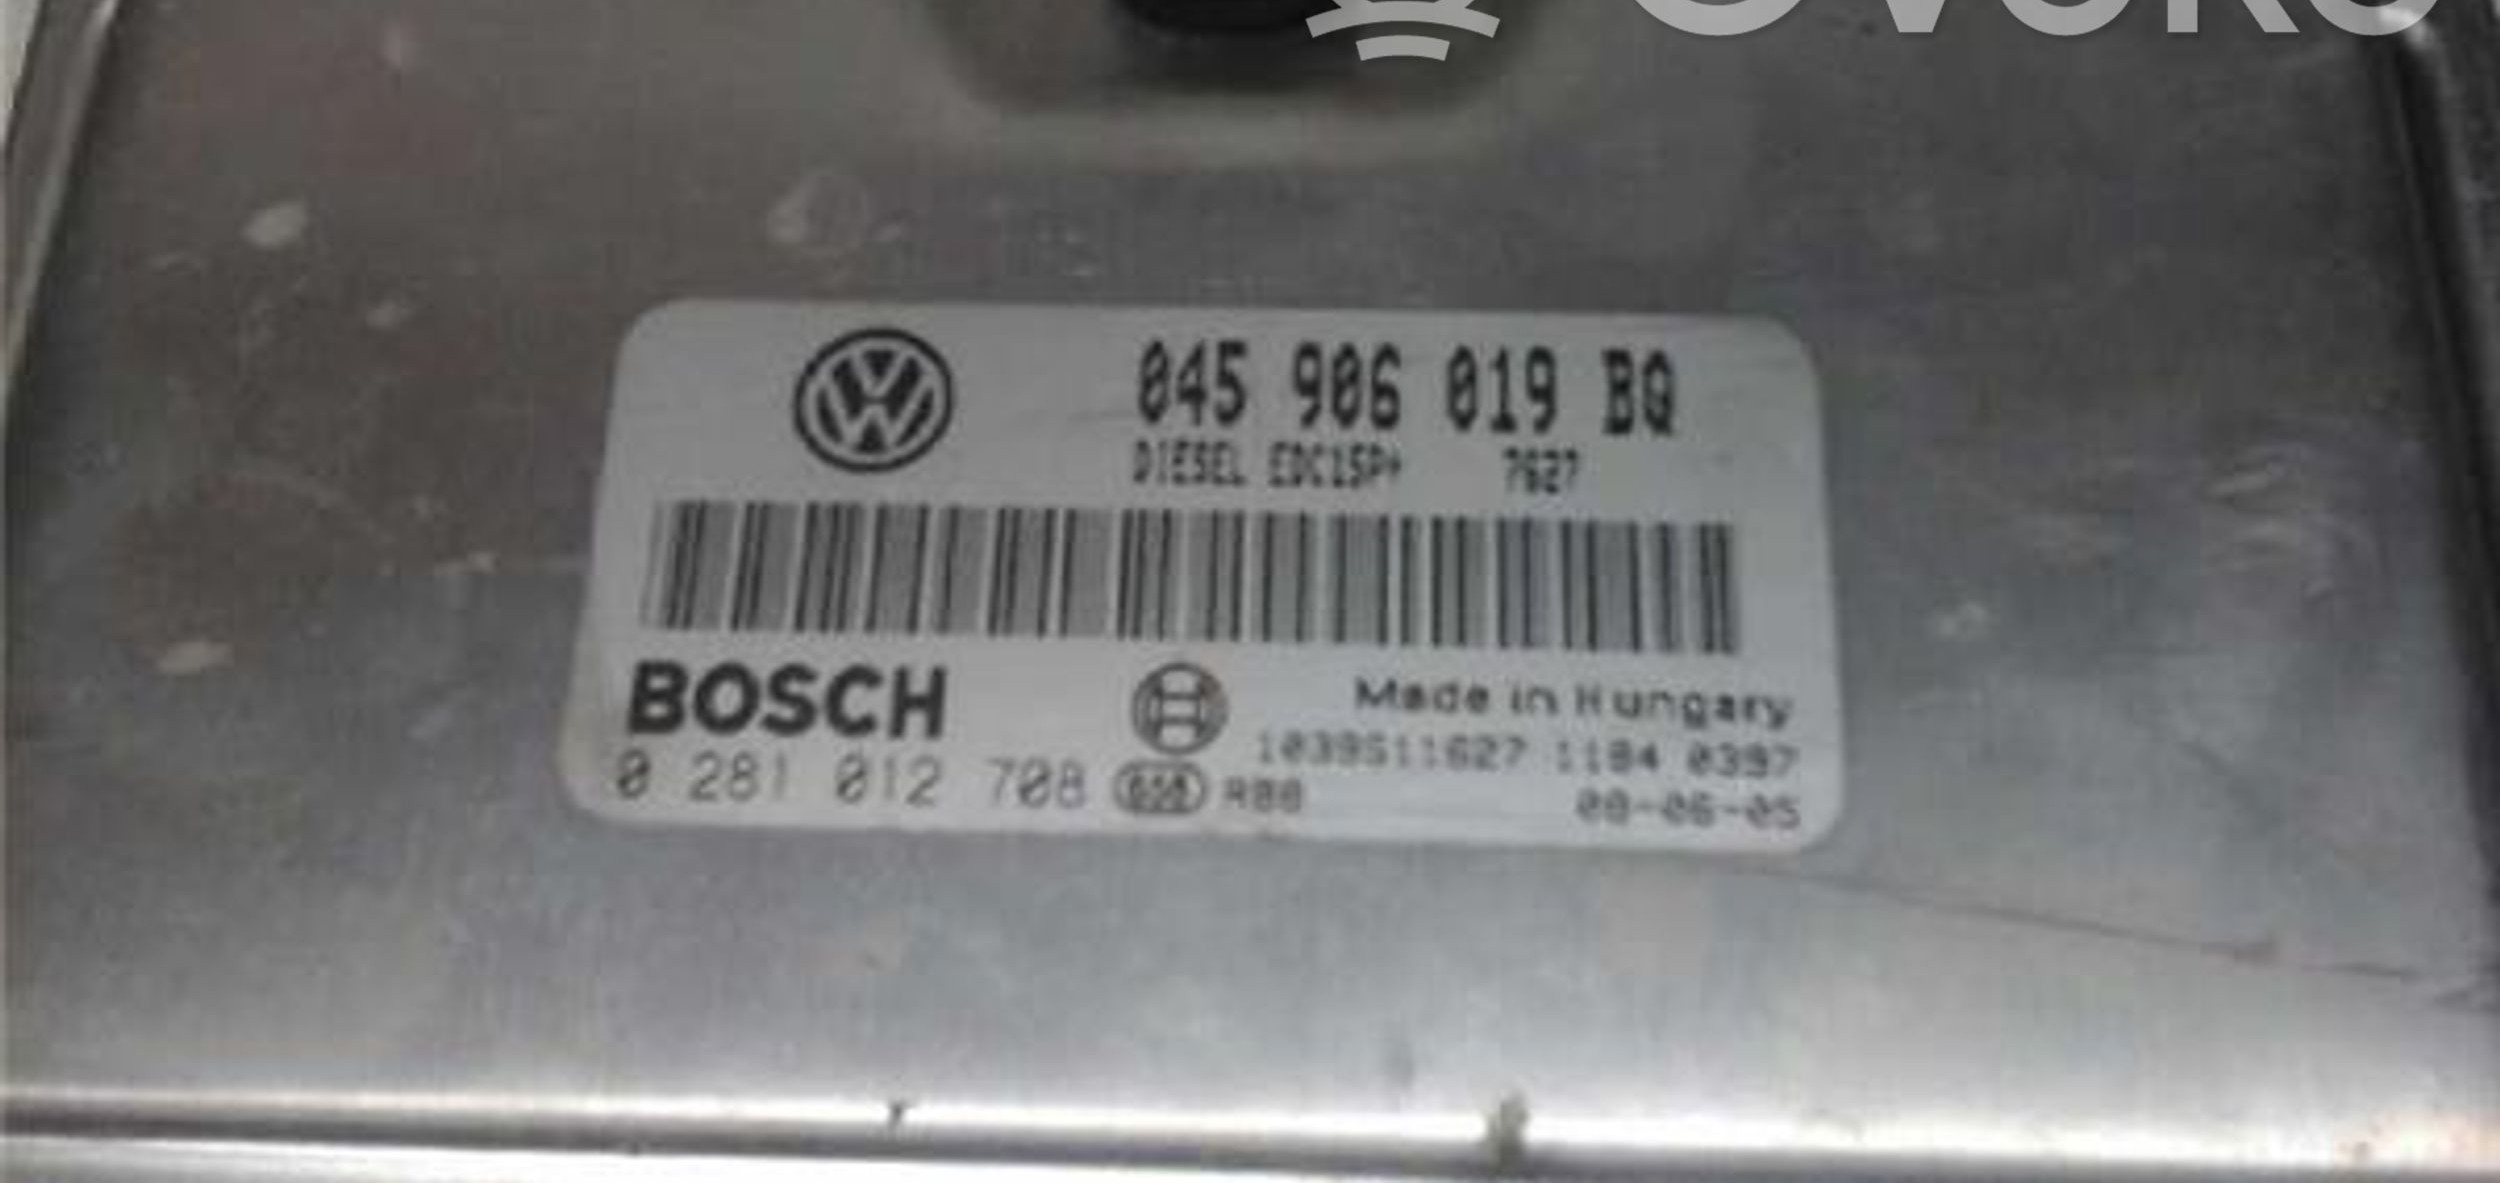 045 906 019 BQ
DIESEL EDC15P+ 7627
BOSCH
Made in Hungary
1039S11627 1184 0397
0 281 012 708
08-06-05